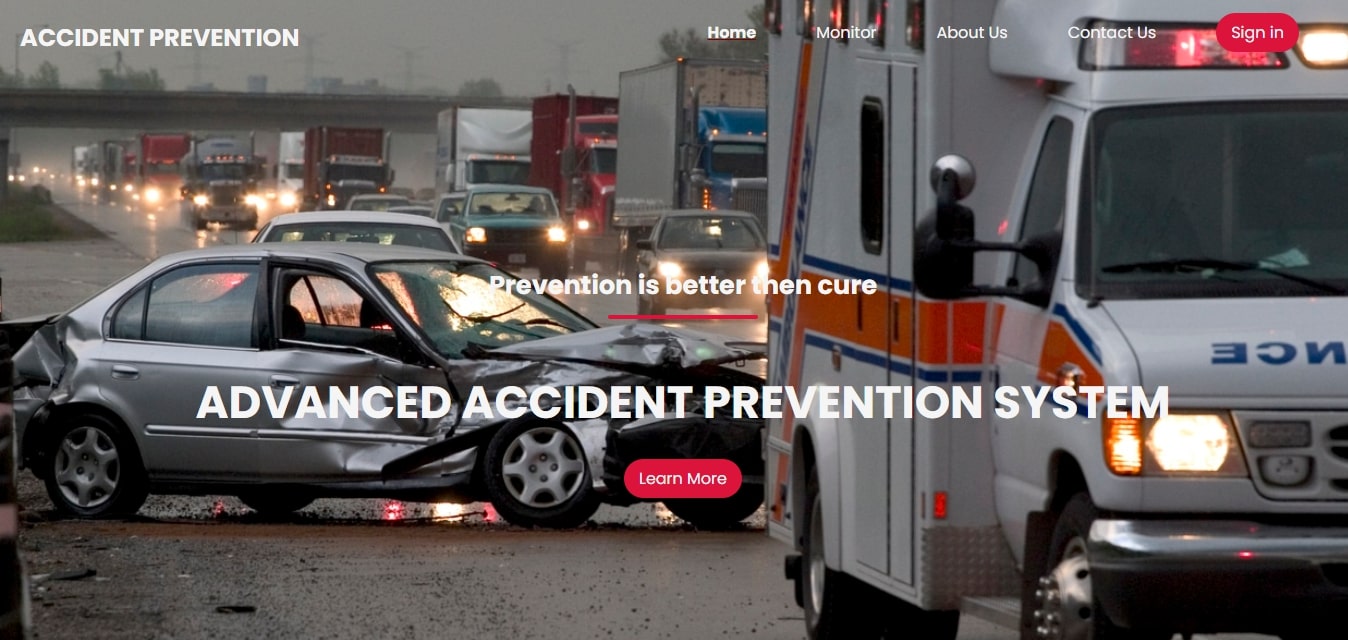 ACCIDENT PREVENTION
Home Monitor About Us Contact Us Sign in
Prevention is better then cure
ADVANCED ACCIDENT PREVENTION SYSTEM
Learn More